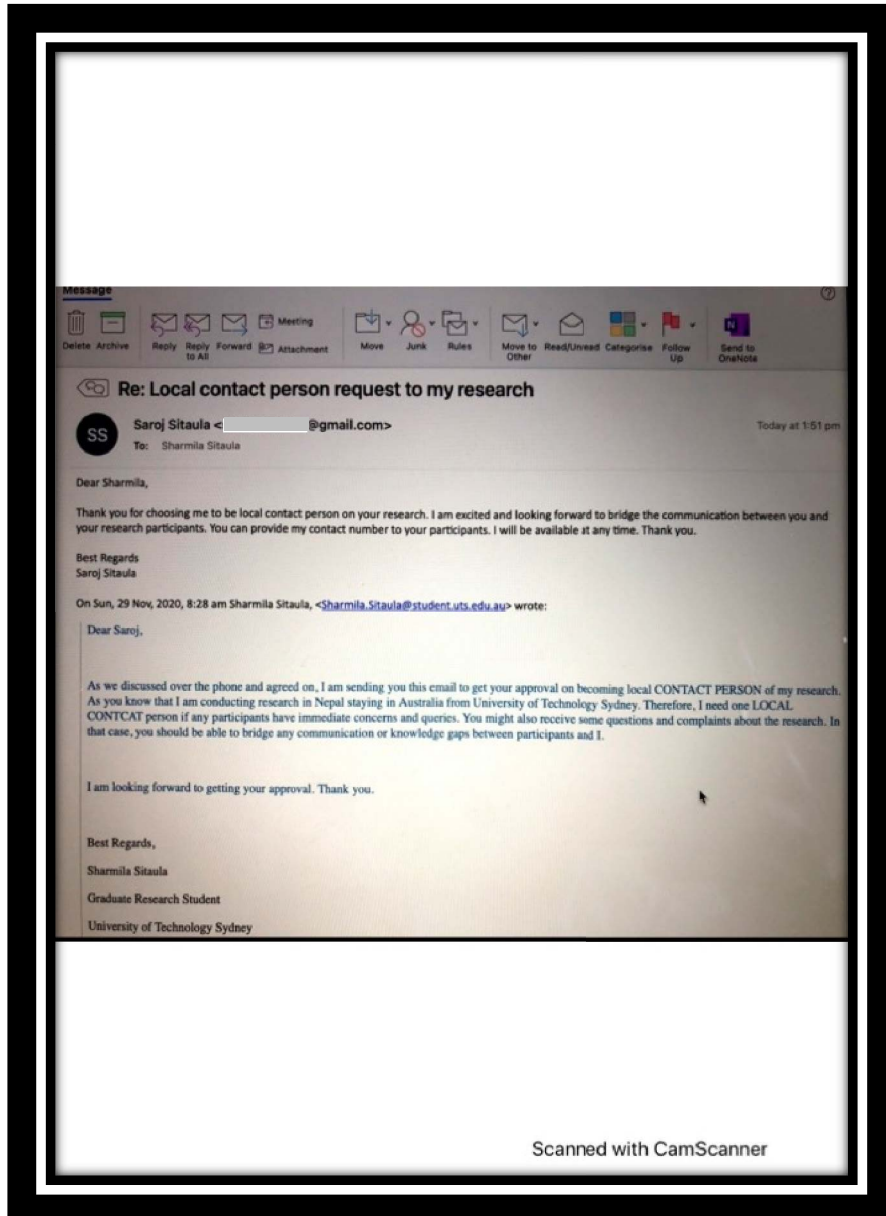 Message
Delete Archive Reply Reply to All Forward Meeting Attachment Move Junk Rules Move to Other Read/Unread Categorise Follow Up Send to OneNote
Re: Local contact person request to my research
SS
Saroj Sitaula < @gmail.com>
Today at 1:51 pm
To: Sharmila Sitaula
Dear Sharmila,
Thank you for choosing me to be local contact person on your research. I am excited and looking forward to bridge the communication between you and
your research participants. You can provide my contact number to your participants. I will be available at any time. Thank you.
Best Regards
Saroj Sitaula
On Sun, 29 Nov, 2020, 8:28 am Sharmila Sitaula, <Sharmila.Sitaula@student.uts.edu.au> wrote:
Dear Saroj,
As we discussed over the phone and agreed on, I am sending you this email to get your approval on becoming local CONTACT PERSON of my research.
As you know that I am conducting research in Nepal staying in Australia from University of Technology Sydney. Therefore, I need one LOCAL
CONTCAT person if any participants have immediate concerns and queries. You might also receive some questions and complaints about the research. In
that case, you should be able to bridge any communication or knowledge gaps between participants and I.
I am looking forward to getting your approval. Thank you.
Best Regards,
Sharmila Sitaula
Graduate Research Student
University of Technology Sydney
Scanned with CamScanner